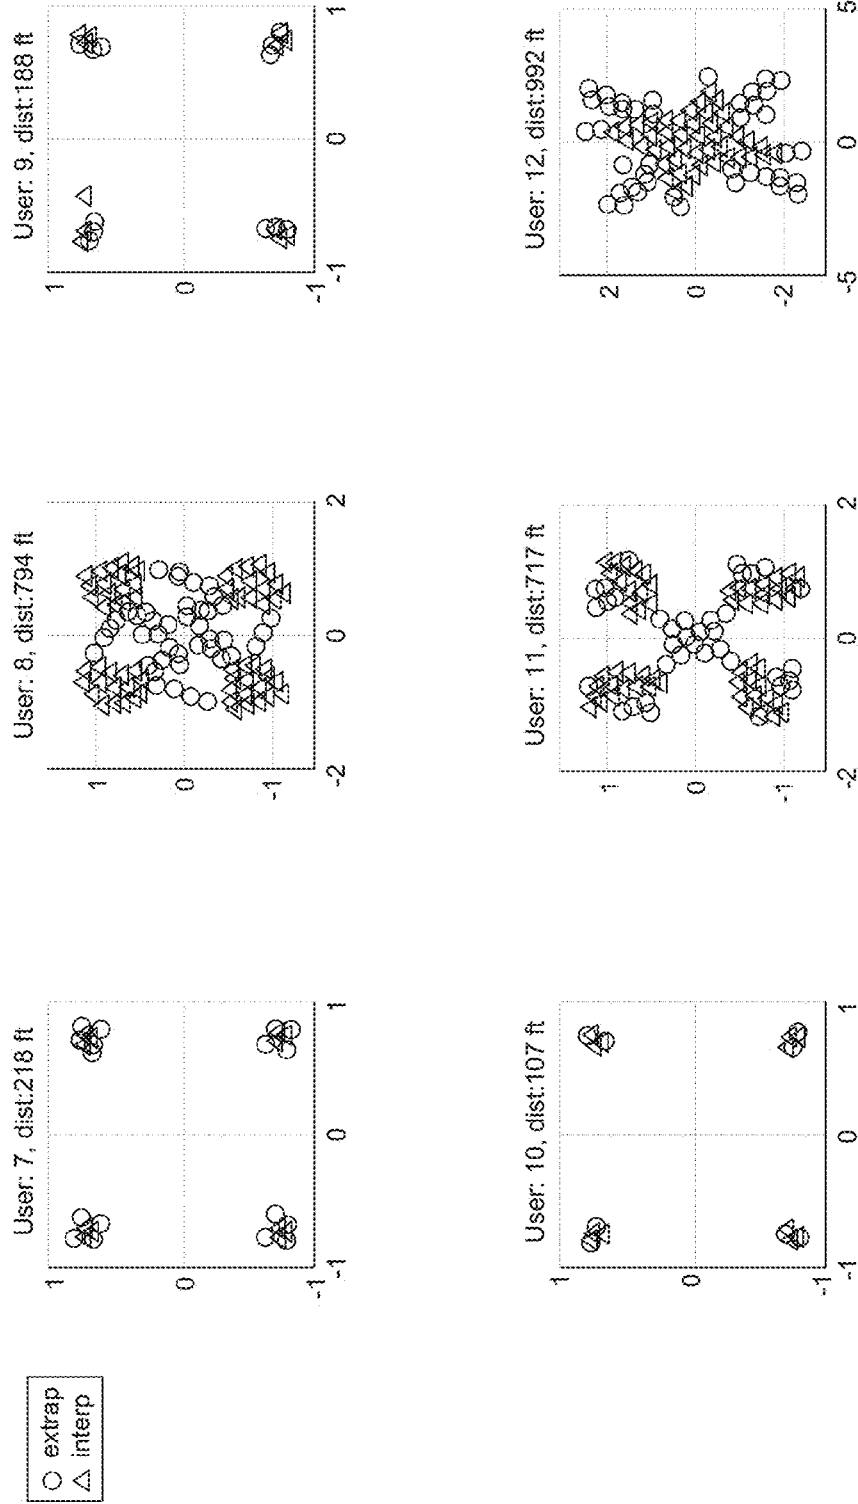 extrap
interp
User: 7, dist:218 ft
1
0
-1
-1 0 1
User: 8, dist:794 ft
1
0
-1
-2 0 2
User: 9, dist:188 ft
1
0
-1
-1 0 1
User: 10, dist:107 ft
1
0
-1
-1 0 1
User: 11, dist:717 ft
1
0
-1
-2 0 2
User: 12, dist:992 ft
2
0
-2
-5 0 5